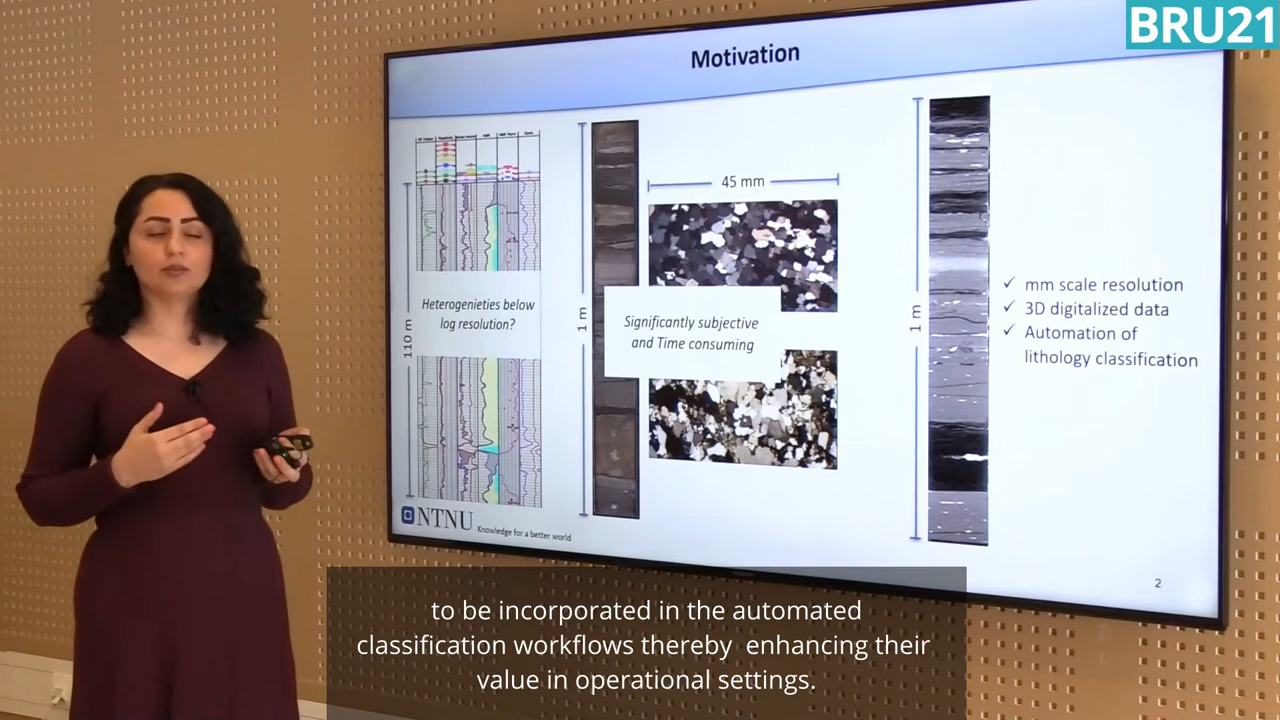 BRU21
Motivation
110 m
Heterogenieties below
log resolution?
1 m
45 mm
Significantly subjective
and Time consuming
1 m
✓ mm scale resolution
✓ 3D digitalized data
✓ Automation of
lithology classification
NTNU
Knowledge for a better world
2
to be incorporated in the automated
classification workflows thereby enhancing their
value in operational settings.